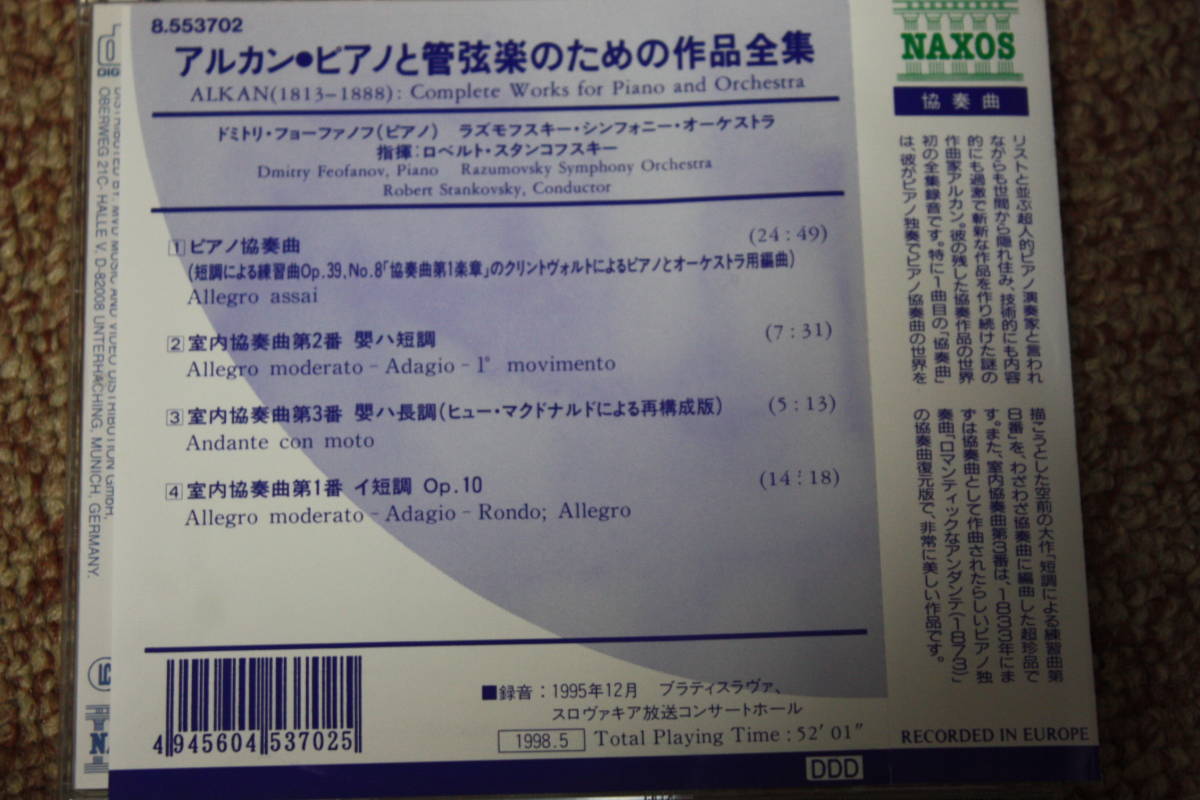 8.553702
アルカン●ピアノと管弦楽のための作品全集
ALKAN(1813-1888): Complete Works for Piano and Orchestra
ドミトリ・フョーファノフ(ピアノ) ラズモフスキー・シンフォニー・オーケストラ
指揮:ロベルト・スタンコフスキー
Dmitry Feofanov, Piano Razumovsky Symphony Orchestra
Robert Stankovsky, Conductor
1 ピアノ協奏曲 (24:49)
(短調による練習曲Op.39, No.8「協奏曲第1楽章」のクリントヴォルトによるピアノとオーケストラ用編曲)
Allegro assai
2 室内協奏曲第2番 嬰ハ短調 (7:31)
Allegro moderato - Adagio - 1° movimento
3 室内協奏曲第3番 嬰ハ長調(ヒュー・マクドナルドによる再構成版) (5:13)
Andante con moto
4 室内協奏曲第1番 イ短調 Op.10 (14:18)
Allegro moderato - Adagio - Rondo; Allegro
■録音:1995年12月 ブラティスラヴァ、
スロヴァキア放送コンサートホール
1998.5 Total Playing Time:52′01″
4 945604 537025
DDD
NAXOS
協奏曲
リストと並ぶ超人的ピアノ演奏家と言われ
ながらも世間から隠れ住み、技術的にも内容
的にも過激で斬新な作品を作り続けた謎の
作曲家アルカン。彼の残した協奏作品の世界
初の全集録音です。特に1曲目の「協奏曲」
は、彼がピアノ独奏でピアノ協奏曲の世界を
描こうとした空前の大作「短調による練習曲第
8番」を、わざわざ協奏曲に編曲した超珍品で
す。また、室内協奏曲第3番は、1833年にま
ずは協奏曲として作曲されたらしいピアノ独
奏曲「ロマンティックなアンダンテ(1873)」
の協奏曲復元版で、非常に美しい作品です。
RECORDED IN EUROPE
DIG
DISTRIBUTED BY: MVD MUSIC AND VIDEO DISTRIBUTION GmbH,
OBERWEG 21C- HALLE V. D-82008 UNTERHACHING, MUNICH, GERMANY.
LC
NA